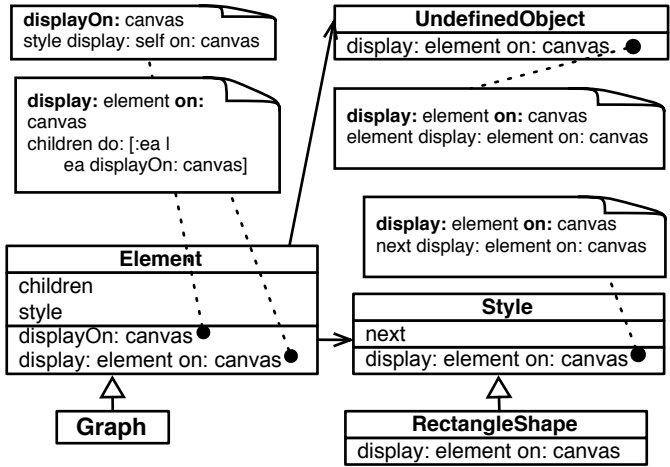 displayOn: canvas
style display: self on: canvas
display: element on:
canvas
children do: [:ea |
ea displayOn: canvas]
UndefinedObject
display: element on: canvas
display: element on: canvas
element display: element on: canvas
display: element on: canvas
next display: element on: canvas
Element
children
style
displayOn: canvas
display: element on: canvas
Style
next
display: element on: canvas
Graph
RectangleShape
display: element on: canvas